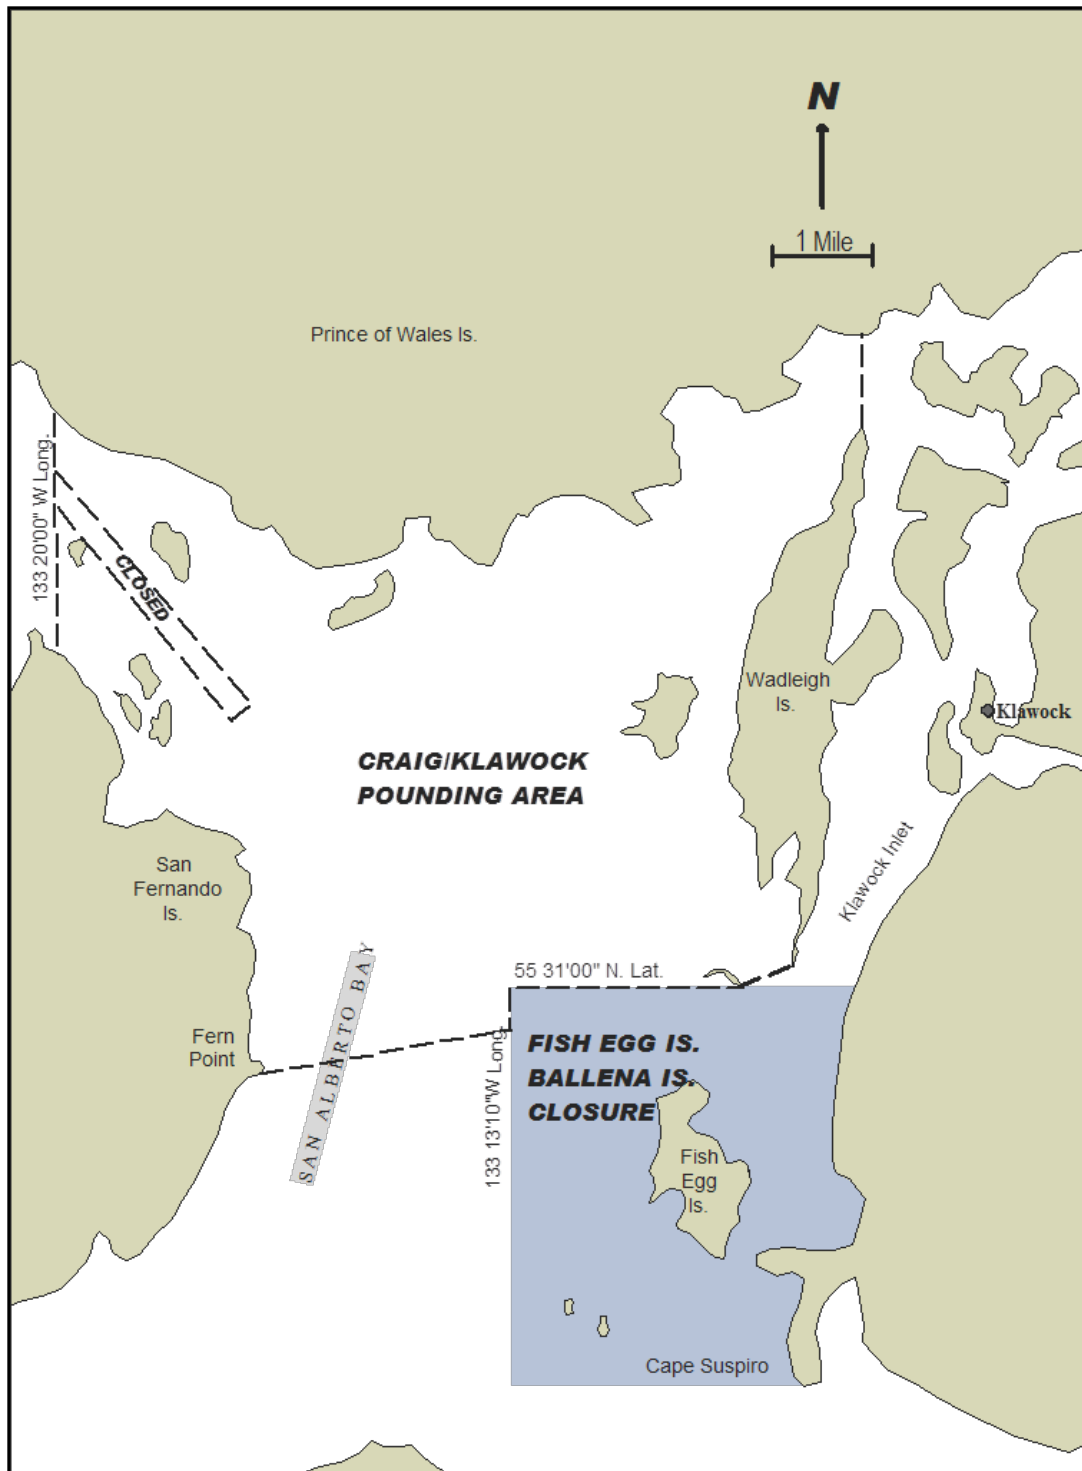 N
1 Mile
Prince of Wales Is.
133 20'00" W Long.
CLOSED
Wadleigh
Is.
Klawock
CRAIG/KLAWOCK
POUNDING AREA
San
Fernando
Is.
Klawock Inlet
SAN ALBERTO BAY
55 31'00" N. Lat.
Fern
Point
133 13'10"W Long.
FISH EGG IS.
BALLENA IS.
CLOSURE
Fish
Egg
Is.
Cape Suspiro